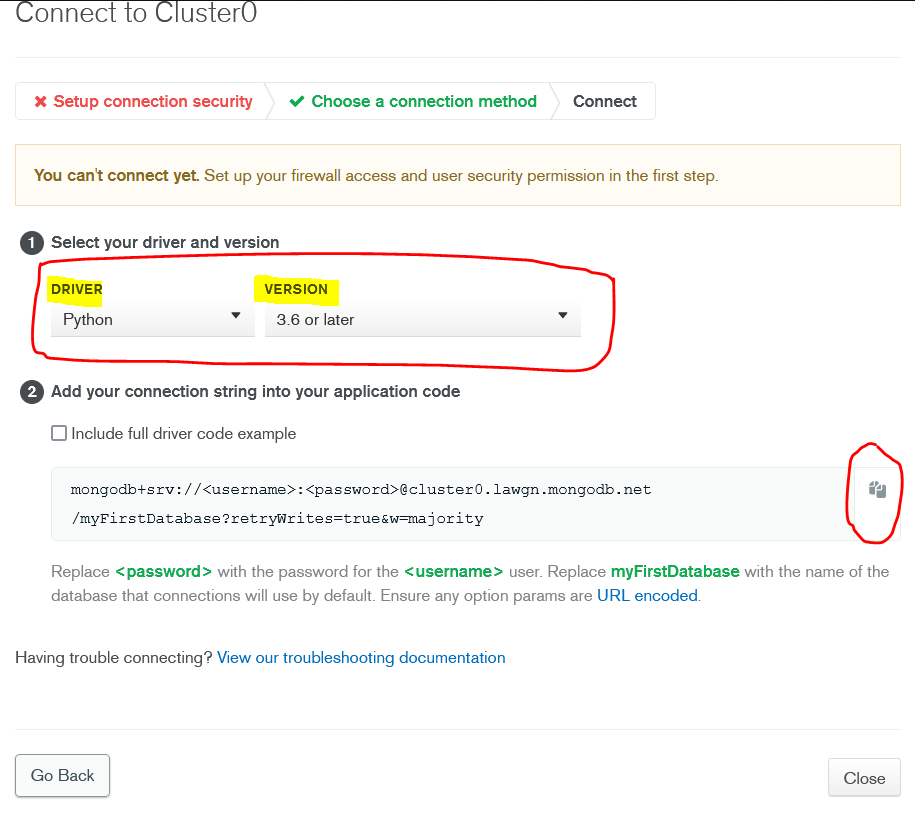 Connect to Cluster0
Setup connection security
Choose a connection method
Connect
You can't connect yet. Set up your firewall access and user security permission in the first step.
1 Select your driver and version
DRIVER
VERSION
Python
3.6 or later
2 Add your connection string into your application code
Include full driver code example
mongodb+srv://<username>:<password>@cluster0.lawgn.mongodb.net
/myFirstDatabase?retryWrites=true&w=majority
Replace <password> with the password for the <username> user. Replace myFirstDatabase with the name of the
database that connections will use by default. Ensure any option params are URL encoded.
Having trouble connecting? View our troubleshooting documentation
Go Back
Close